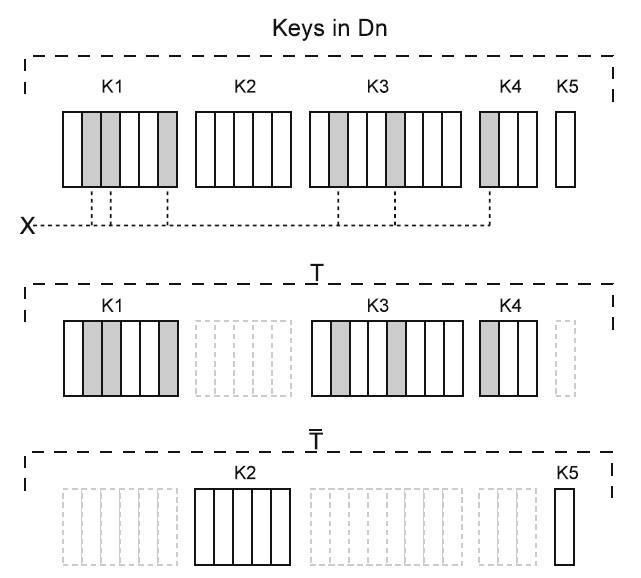 Keys in Dn
K1 K2 K3 K4 K5
X
T
K1 K3 K4
T̅
K2 K5